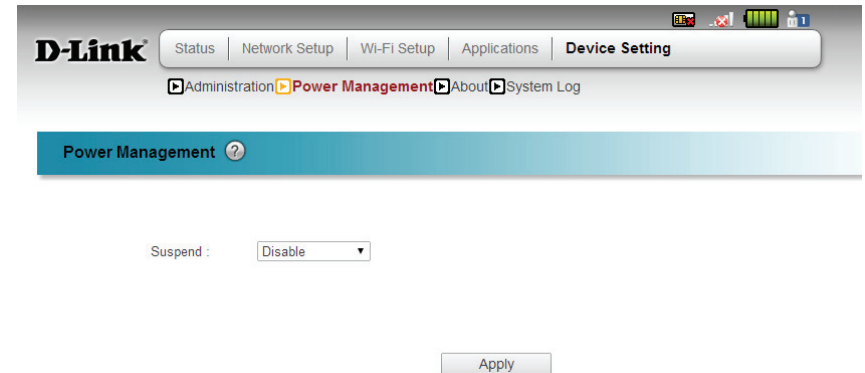 1
D-Link Status Network Setup Wi-Fi Setup Applications Device Setting
Administration Power Management About System Log
Power Management ?
Suspend : Disable
Apply